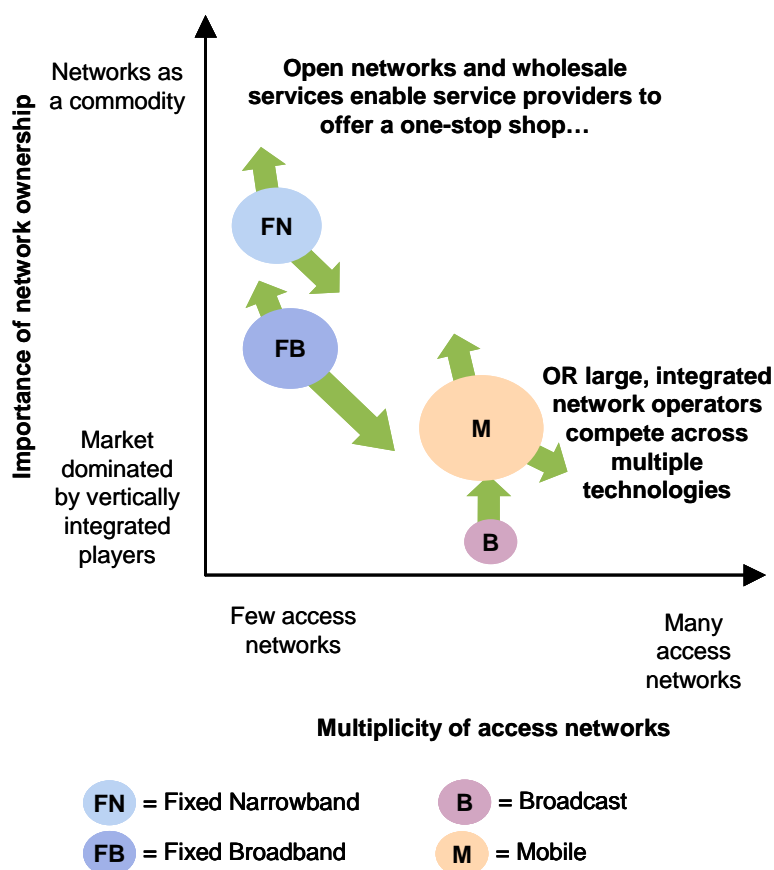 Importance of network ownership
Networks as
a commodity
Open networks and wholesale
services enable service providers to
offer a one-stop shop…
FN
FB
M
B
OR large, integrated
network operators
compete across
multiple
technologies
Market
dominated
by vertically
integrated
players
Few access
networks
Many
access
networks
Multiplicity of access networks
FN = Fixed Narrowband
B = Broadcast
FB = Fixed Broadband
M = Mobile